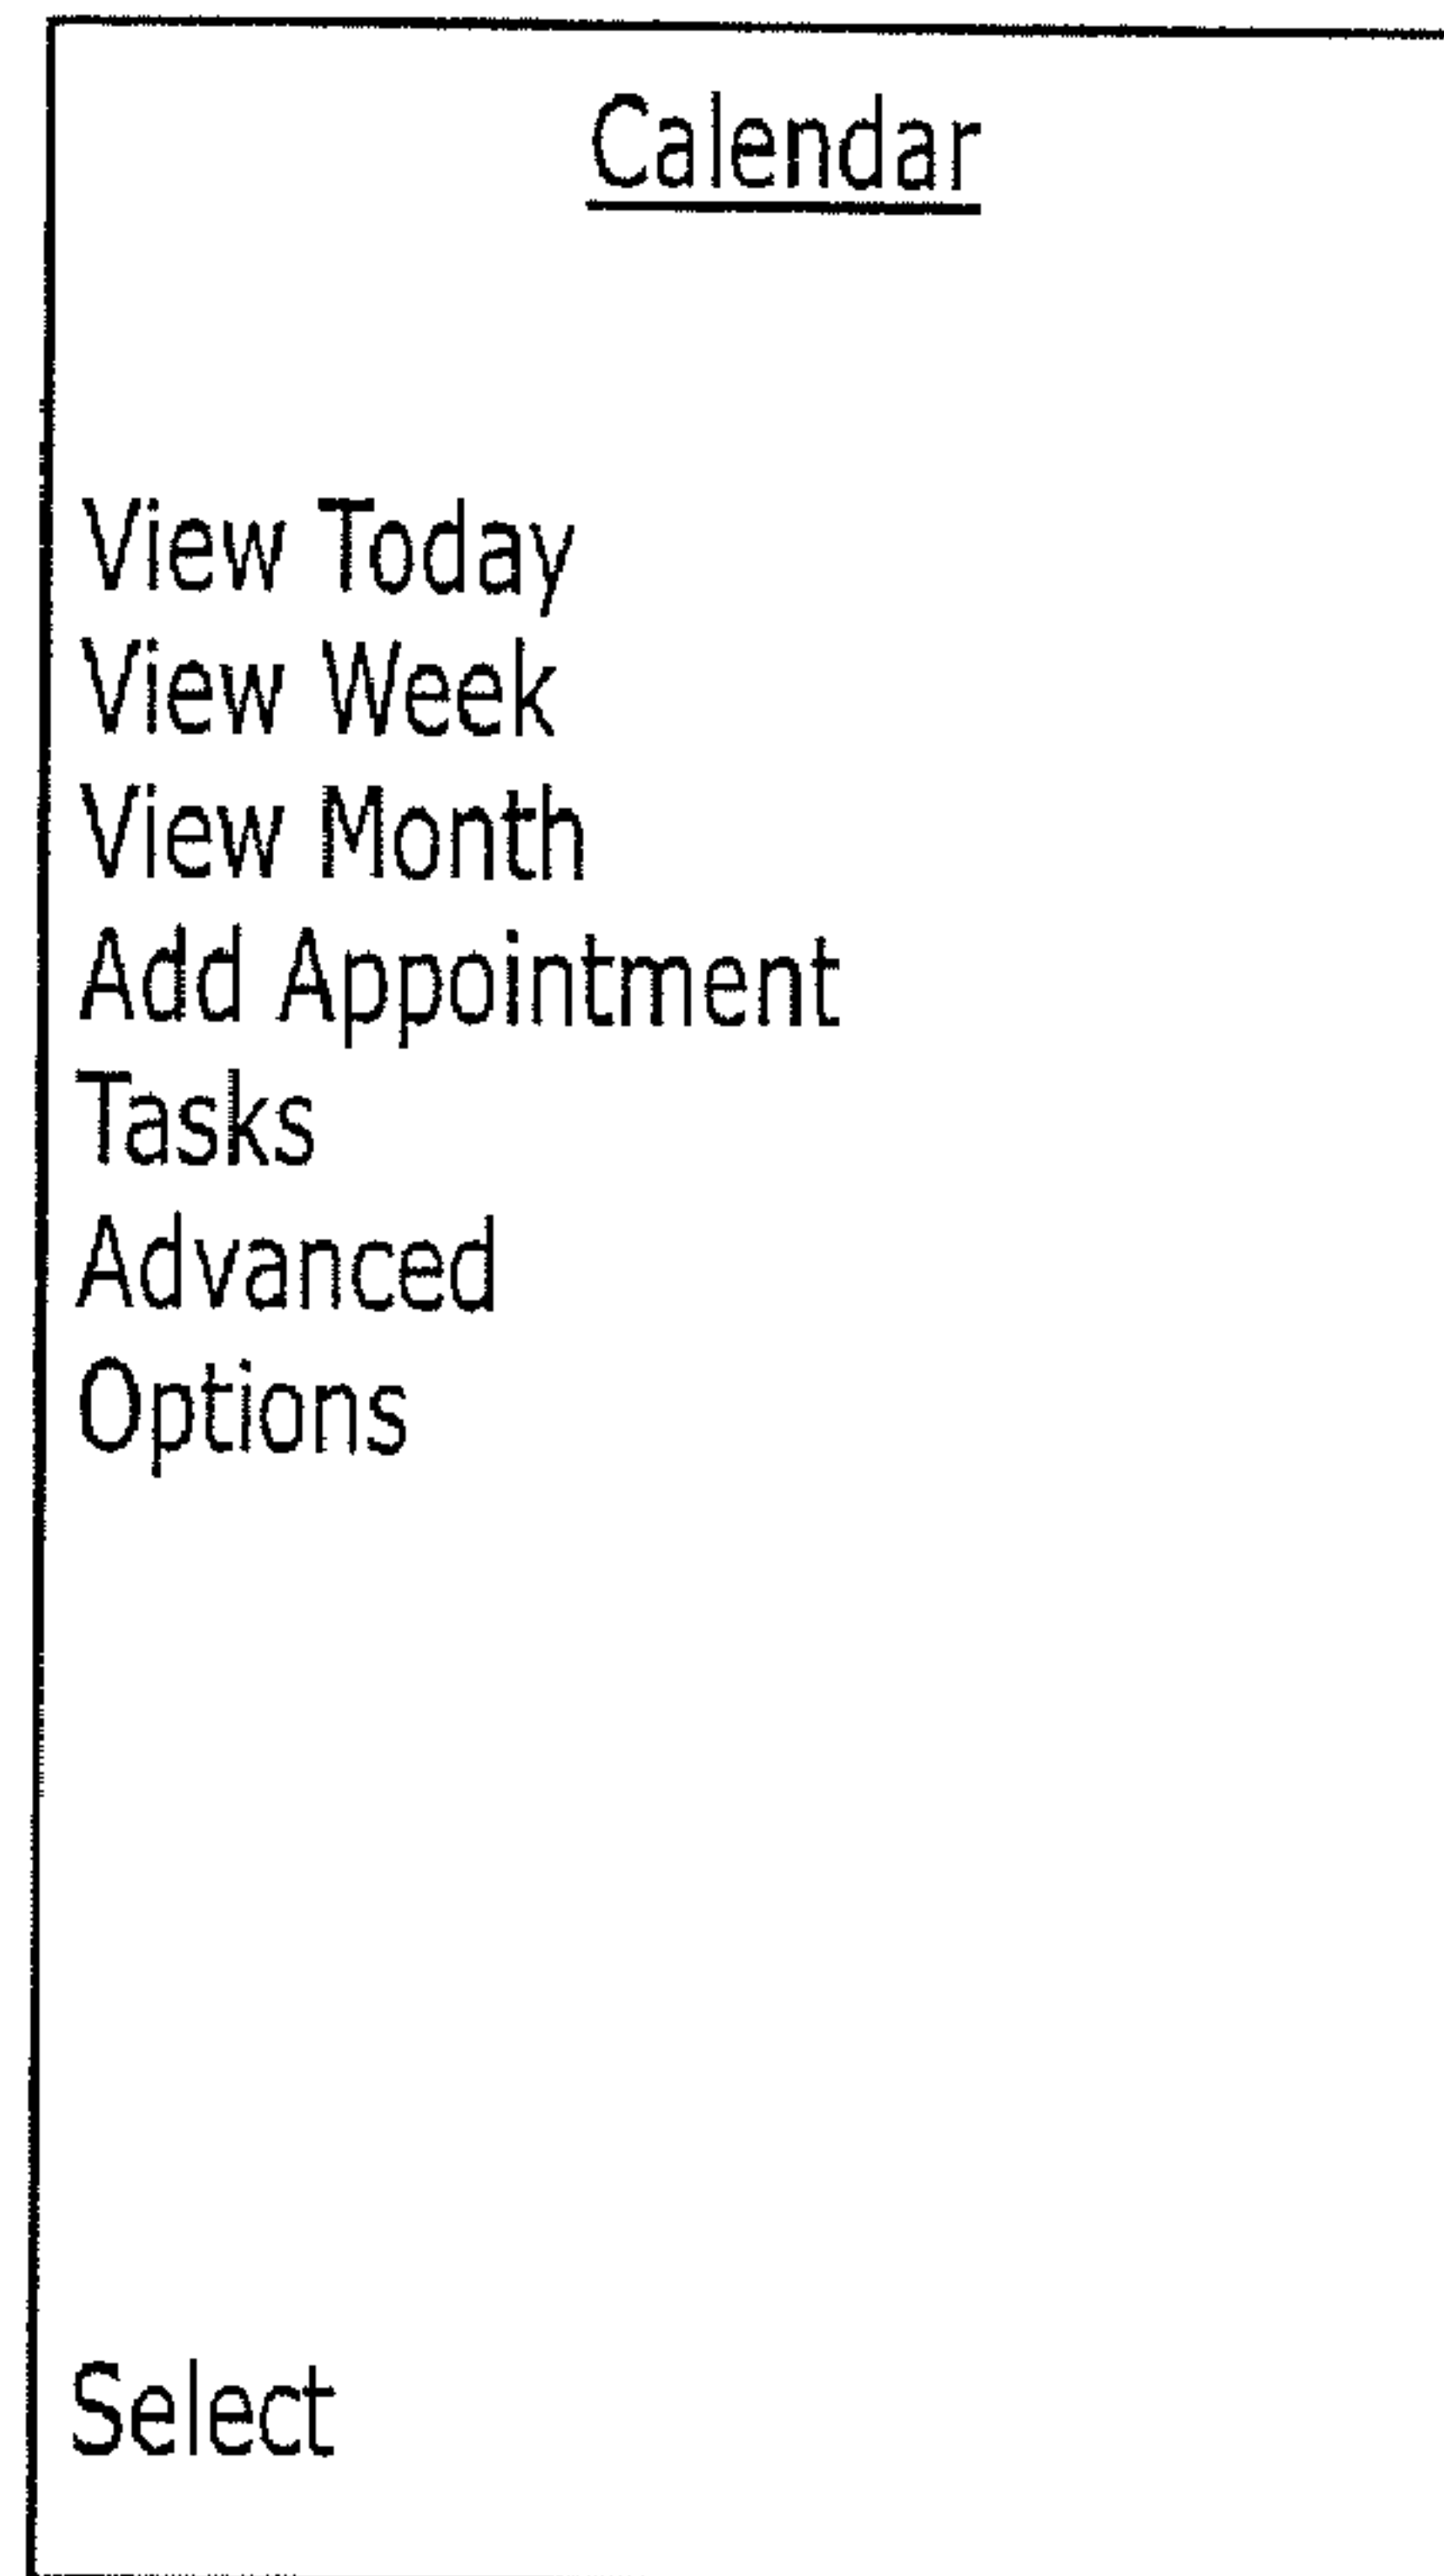 Calendar
View Today
View Week
View Month
Add Appointment
Tasks
Advanced
Options
Select